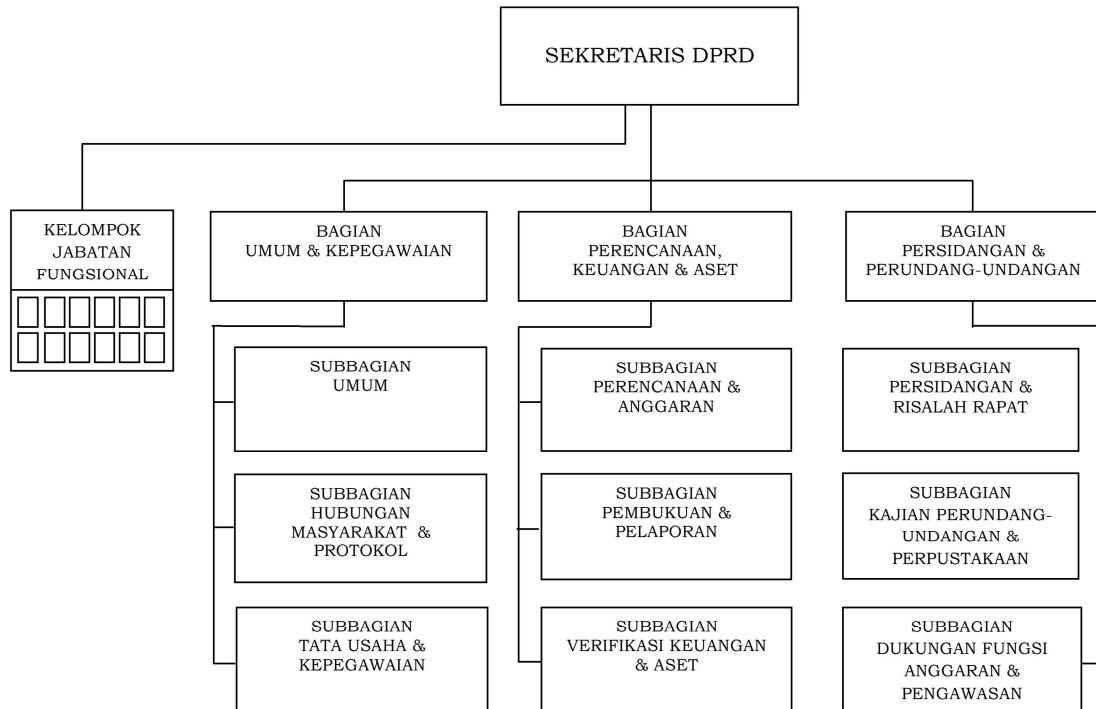 SEKRETARIS DPRD
KELOMPOK
JABATAN
FUNGSIONAL
BAGIAN
UMUM & KEPEGAWAIAN
BAGIAN
PERENCANAAN,
KEUANGAN & ASET
BAGIAN
PERSIDANGAN &
PERUNDANG-UNDANGAN
SUBBAGIAN
UMUM
SUBBAGIAN
PERENCANAAN &
ANGGARAN
SUBBAGIAN
PERSIDANGAN &
RISALAH RAPAT
SUBBAGIAN
HUBUNGAN
MASYARAKAT &
PROTOKOL
SUBBAGIAN
PEMBUKUAN &
PELAPORAN
SUBBAGIAN
KAJIAN PERUNDANG-
UNDANGAN &
PERPUSTAKAAN
SUBBAGIAN
TATA USAHA &
KEPEGAWAIAN
SUBBAGIAN
VERIFIKASI KEUANGAN
& ASET
SUBBAGIAN
DUKUNGAN FUNGSI
ANGGARAN &
PENGAWASAN